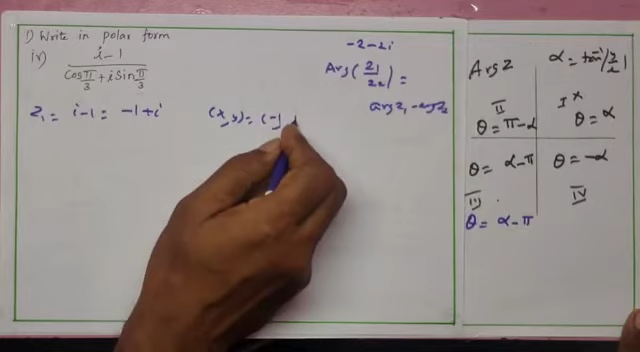 1) Write in polar form
iv) i-1
cos π/3 + i sin π/3
Z1 = i-1 = -1+i
(x, y) = (-1
-2-2i
Arg(Z1/Z2) =
arg Z1 - arg Z2
Arg Z
α = tan⁻¹|y/x|
II
θ = π-α
I
θ = α
θ = α-π
III
θ = -α
IV
θ = α-π